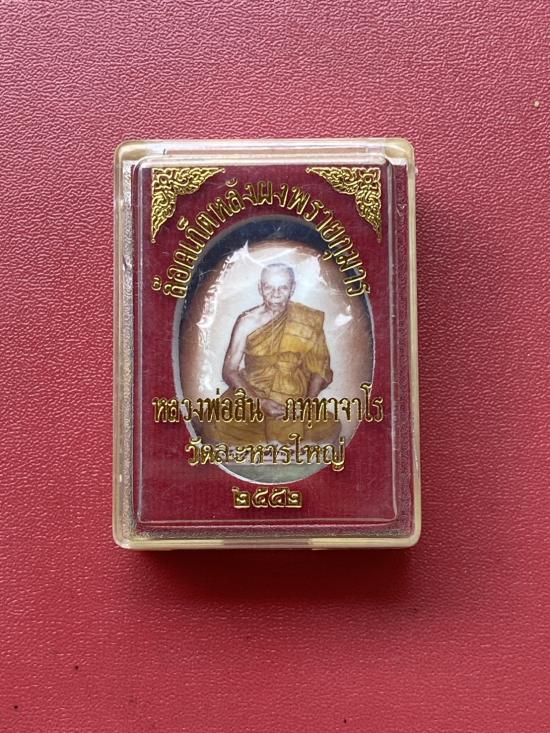 ล๊อคเก็ตหลังผงพรายกุมาร
หลวงพ่อสิน ภทฺทาจาโร
วัดละหารใหญ่
๒๕๕๒